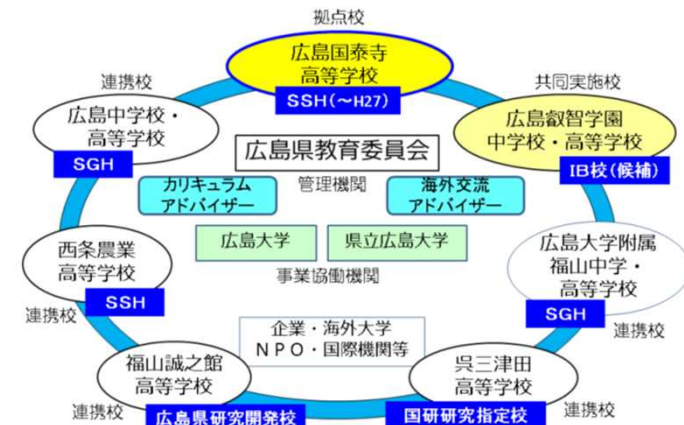 拠点校
広島国泰寺
高等学校
SSH(～H27)
連携校
広島中学校・
高等学校
SGH
共同実施校
広島叡智学園
中学校・高等学校
IB校(候補)
広島県教育委員会
管理機関
カリキュラム
アドバイザー
海外交流
アドバイザー
広島大学
県立広島大学
事業協働機関
西条農業
高等学校
SSH
連携校
広島大学附属
福山中学・
高等学校
SGH
連携校
企業・海外大学
ＮＰＯ・国際機関等
福山誠之館
高等学校
連携校
広島県研究開発校
呉三津田
高等学校
国研研究指定校
連携校